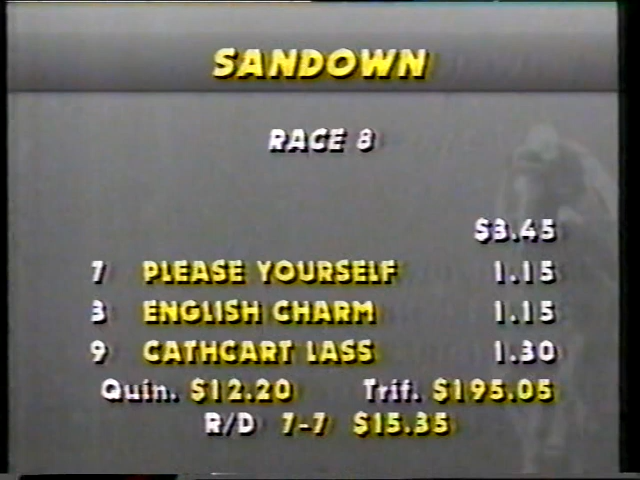 SANDOWN
RACE 8
$3.45
7 PLEASE YOURSELF 1.15
3 ENGLISH CHARM 1.15
9 CATHCART LASS 1.30
Quin. $12.20 Trif. $195.05
R/D 7-7 $15.35